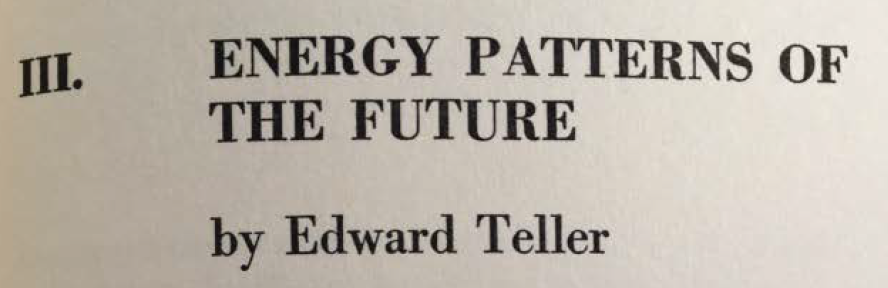 III. ENERGY PATTERNS OF
THE FUTURE
by Edward Teller